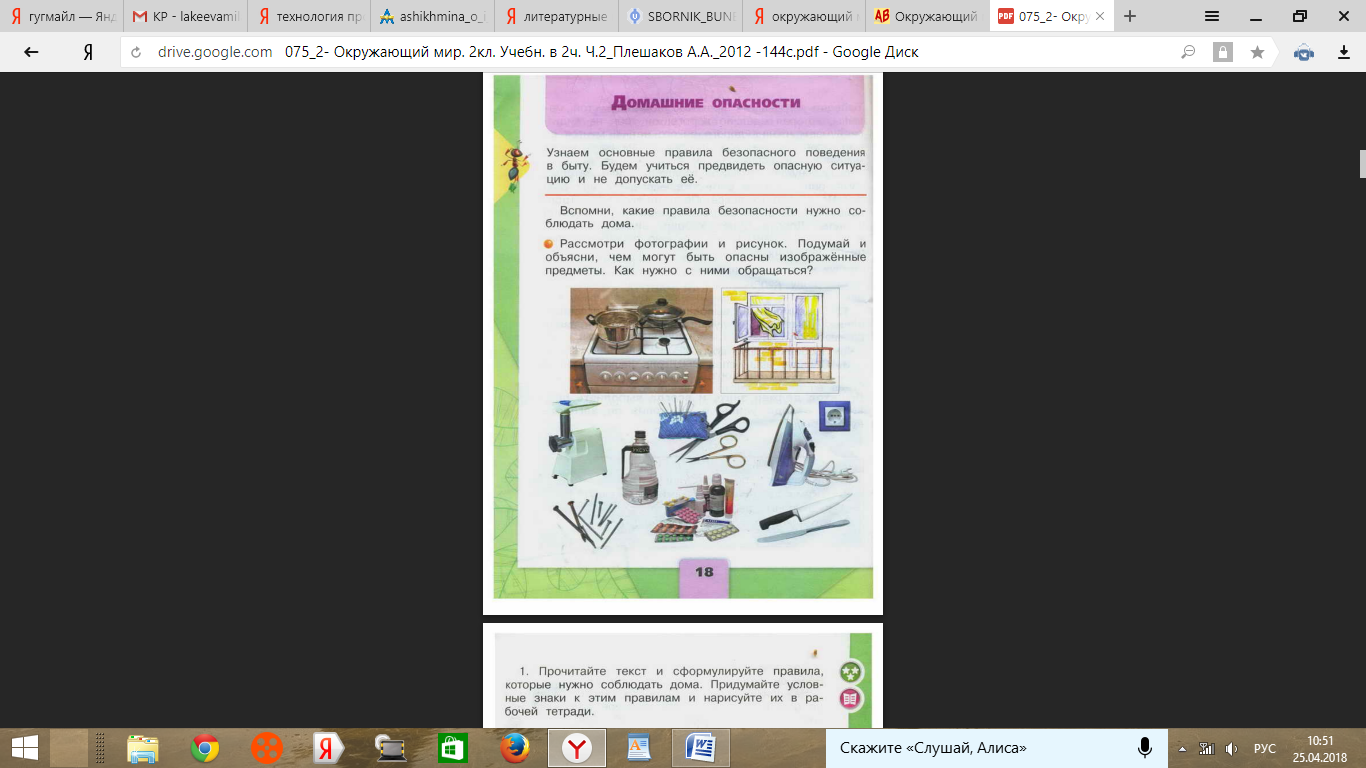 гугмайл — Янд
КР - lakeevamil
технология пр
ashikhmina_o_i
литературные
SBORNIK_BUNE
окружающий м
Окружающий
075_2- Окру
drive.google.com 075_2- Окружающий мир. 2кл. Учебн. в 2ч. Ч.2_Плешаков А.А._2012 -144с.pdf - Google Диск
Домашние опасности
Узнаем основные правила безопасного поведения
в быту. Будем учиться предвидеть опасную ситуа-
цию и не допускать её.
Вспомни, какие правила безопасности нужно со-
блюдать дома.
Рассмотри фотографии и рисунок. Подумай и
объясни, чем могут быть опасны изображённые
предметы. Как нужно с ними обращаться?
18
1. Прочитайте текст и сформулируйте правила,
которые нужно соблюдать дома. Придумайте услов-
ные знаки к этим правилам и нарисуйте их в ра-
бочей тетради.
Скажите «Слушай, Алиса»
РУС
10:51
25.04.2018